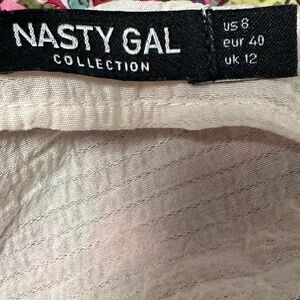 NASTY GAL
COLLECTION
us 8
eur 40
uk 12